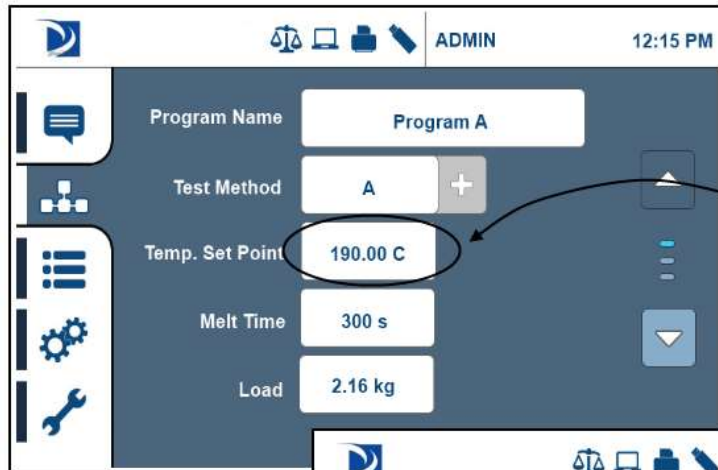 ADMIN 12:15 PM
Program Name Program A
Test Method A +
Temp. Set Point 190.00 C
Melt Time 300 s
Load 2.16 kg